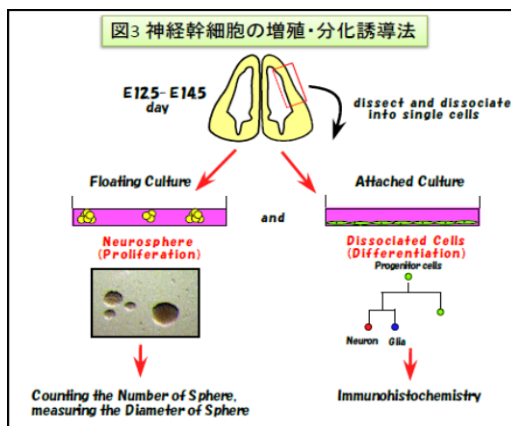 図3 神経幹細胞の増殖・分化誘導法
E12.5- E14.5
day
dissect and dissociate
into single cells
Floating Culture
Attached Culture
and
Neurosphere
(Proliferation)
Dissociated Cells
(Differentiation)
Progenitor cells
Neuron
Glia
Counting the Number of Sphere,
measuring the Diameter of Sphere
Immunohistochemistry